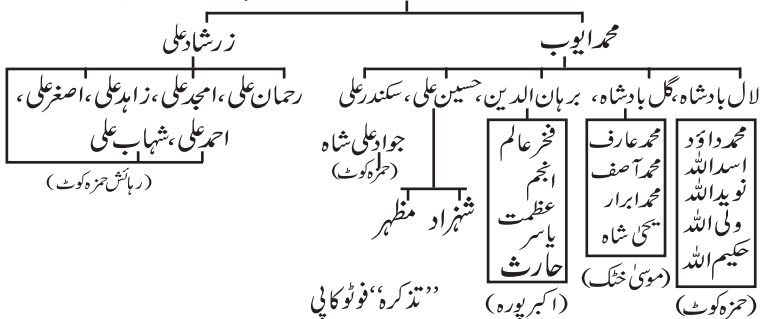 محمد ایوب
زرشاد علی
لال بادشاہ، گل بادشاہ، برہان الدین، حسین علی، سکندر علی
رحمان علی، امجد علی، زاہد علی، اصغر علی،
احمد علی، شہاب علی
(رہائش حمزہ کوٹ)
محمد داؤد
اسد اللہ
نوید اللہ
ولی اللہ
حکیم اللہ
(حمزہ کوٹ)
محمد عارف
محمد آصف
محمد ابرار
یحیٰ شاہ
(موسیٰ خٹک)
فخر عالم
انجم
عظمت
یاسر
حارث
(اکبر پورہ)
شہزاد
مظہر
جواد علی شاہ
(حمزہ کوٹ)
”تذکرہ“ فوٹو کاپی